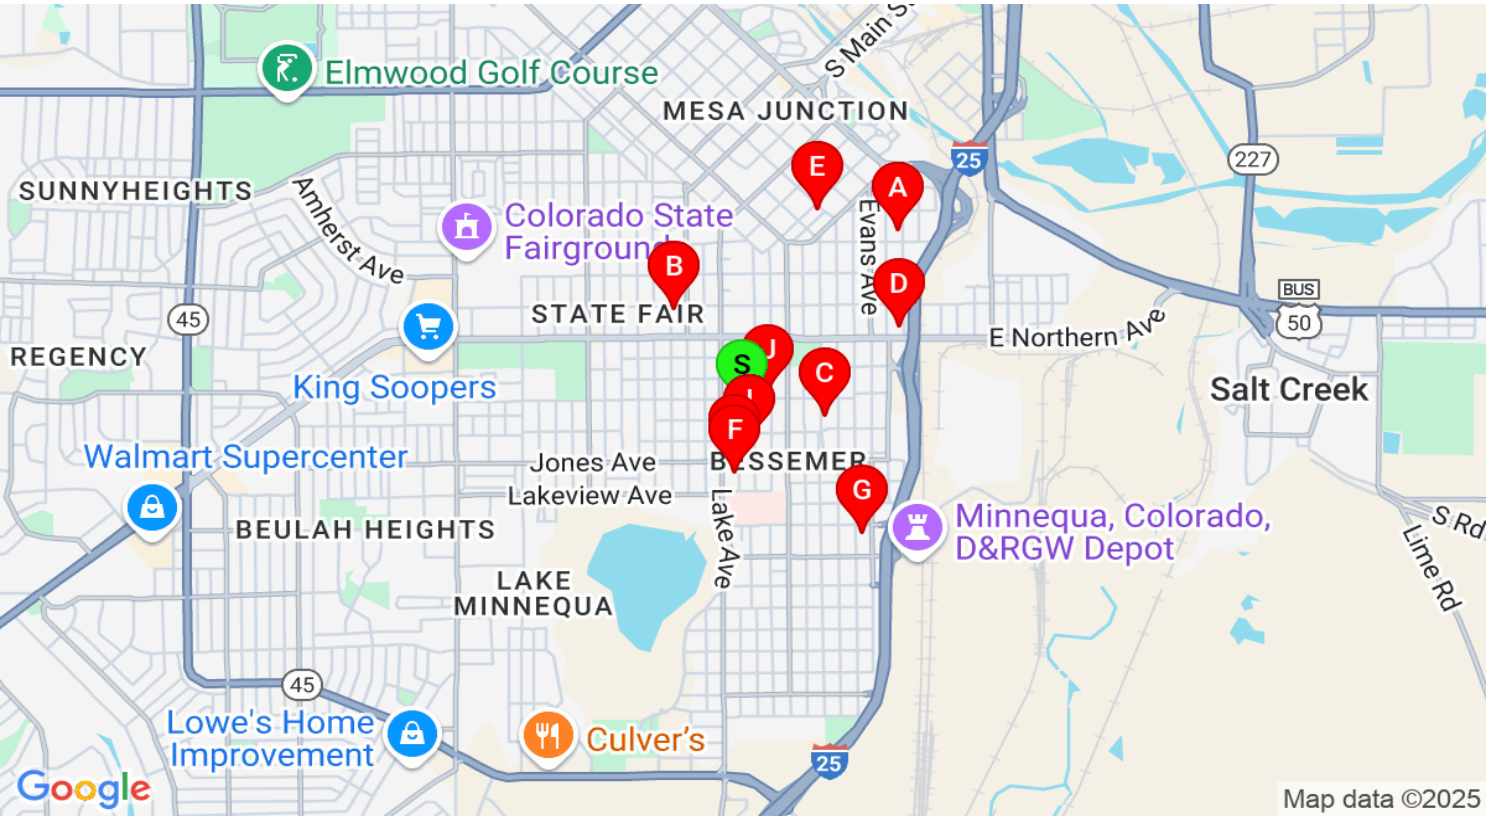 S Main S
Elmwood Golf Course
MESA JUNCTION
25
227
E
A
SUNNYHEIGHTS
Amherst Ave
Colorado State
Fairground
Evans Ave
B
D
BUS
50
STATE FAIR
45
E Northern Ave
REGENCY
J
S
C
King Soopers
Salt Creek
F
Walmart Supercenter
Jones Ave
BESSEMER
Lakeview Ave
G
Lake Ave
BEULAH HEIGHTS
Minnequa, Colorado,
D&RGW Depot
S Rd
Lime Rd
LAKE
MINNEQUA
45
Lowe's Home
Improvement
Culver's
25
Google
Map data ©2025